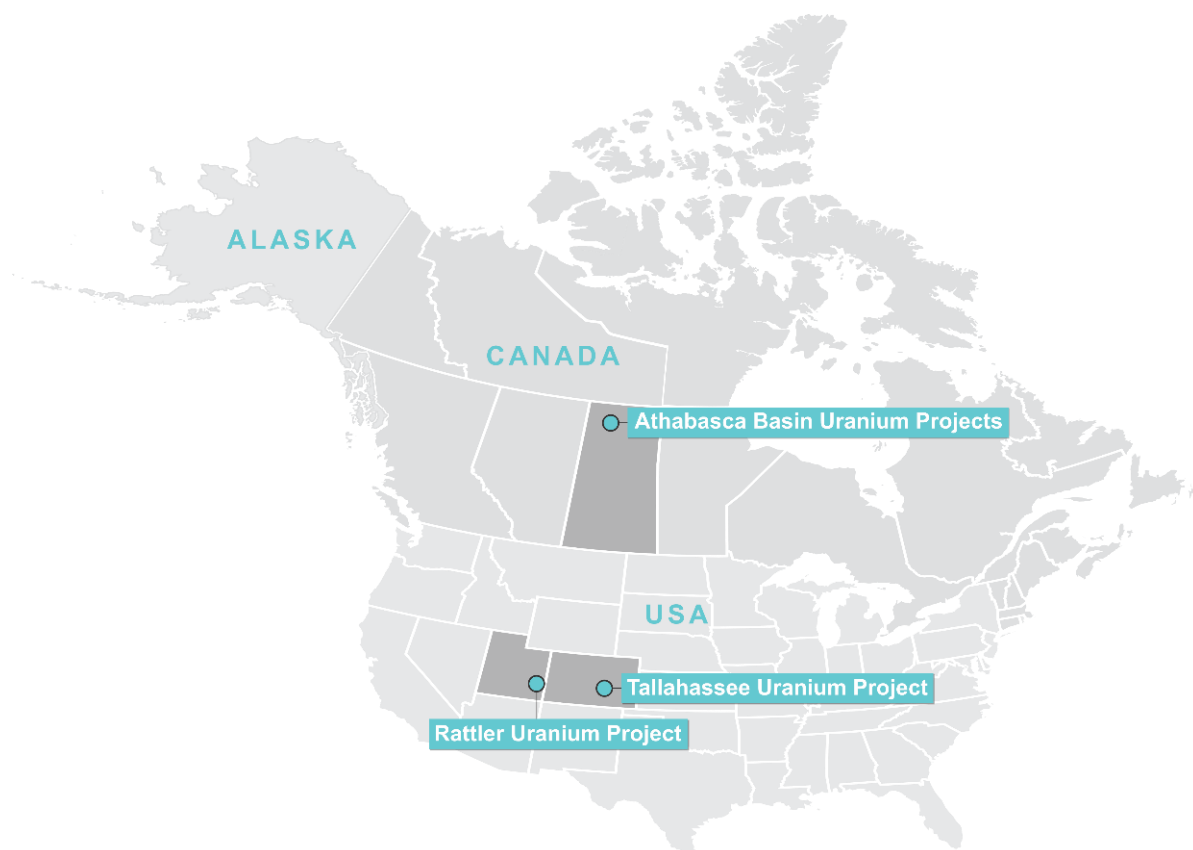 ALASKA
CANADA
Athabasca Basin Uranium Projects
USA
Tallahassee Uranium Project
Rattler Uranium Project